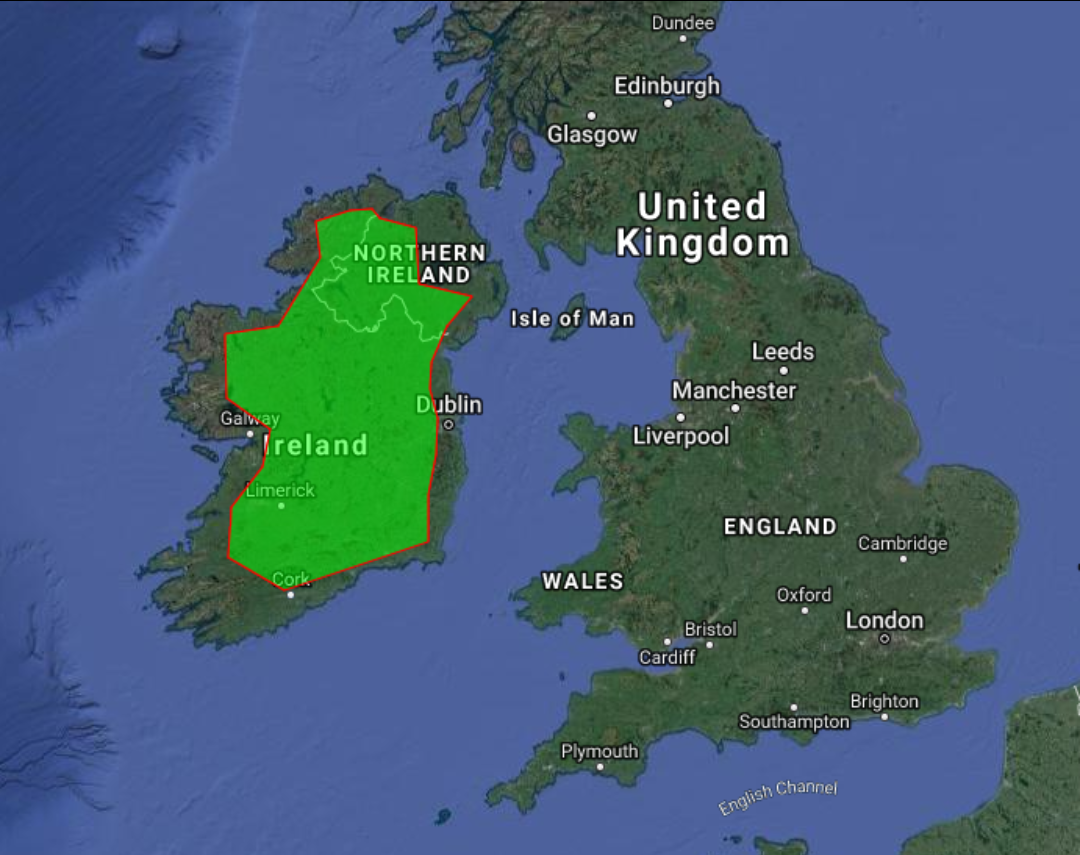 Dundee
Edinburgh
Glasgow
United
Kingdom
NORTHERN
IRELAND
Isle of Man
Leeds
Manchester
Dublin
Galway
Liverpool
Ireland
Limerick
ENGLAND
Cambridge
Cork
WALES
Oxford
London
Bristol
Cardiff
Brighton
Southampton
Plymouth
English Channel